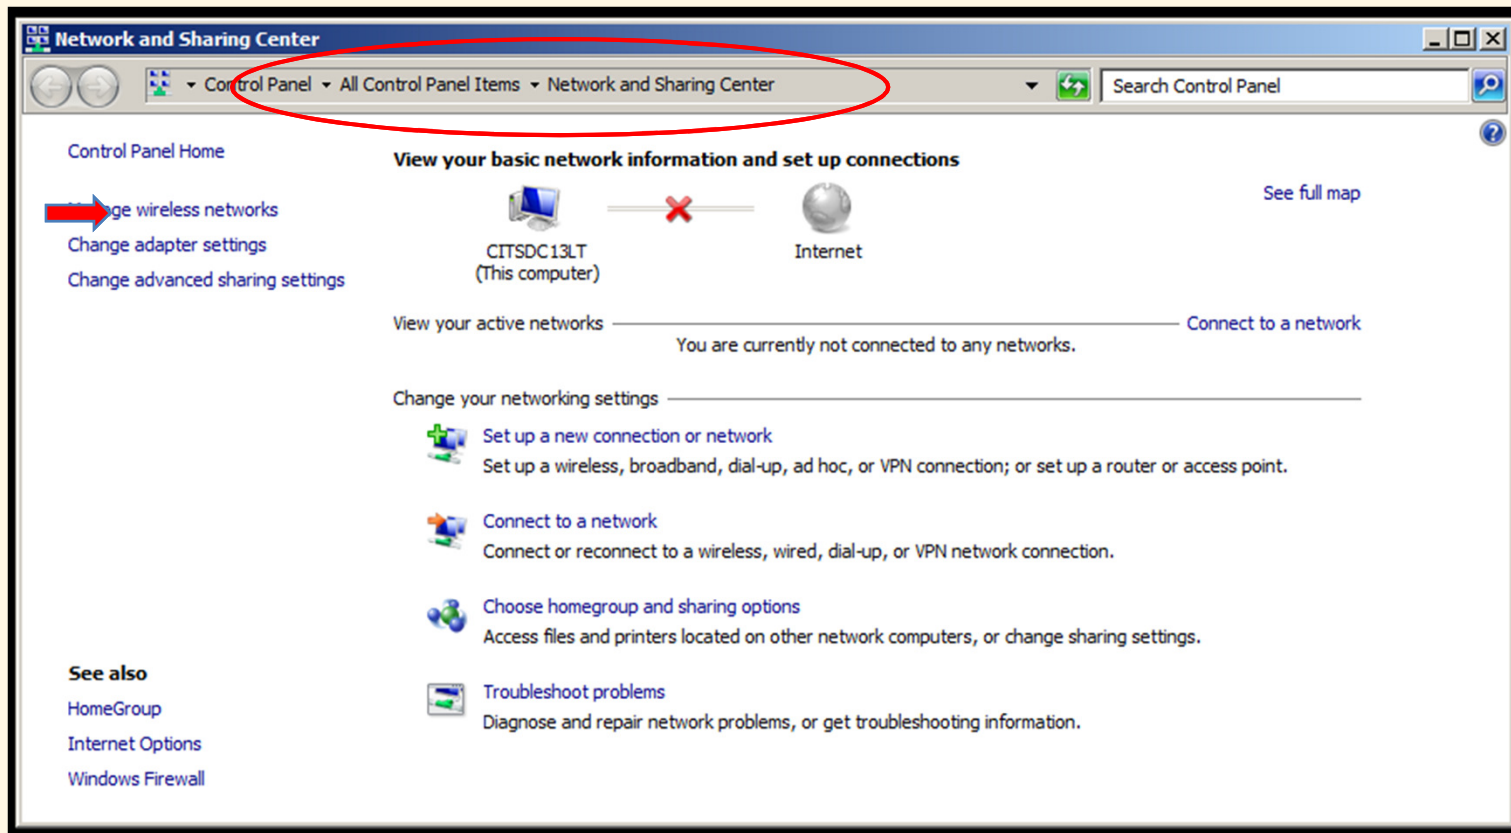 Network and Sharing Center
Control Panel All Control Panel Items Network and Sharing Center
Search Control Panel
Control Panel Home
wireless networks
Change adapter settings
Change advanced sharing settings
See also
HomeGroup
Internet Options
Windows Firewall
View your basic network information and set up connections
See full map
CITSDC13LT
(This computer)
Internet
View your active networks
Connect to a network
You are currently not connected to any networks.
Change your networking settings
Set up a new connection or network
Set up a wireless, broadband, dial-up, ad hoc, or VPN connection; or set up a router or access point.
Connect to a network
Connect or reconnect to a wireless, wired, dial-up, or VPN network connection.
Choose homegroup and sharing options
Access files and printers located on other network computers, or change sharing settings.
Troubleshoot problems
Diagnose and repair network problems, or get troubleshooting information.